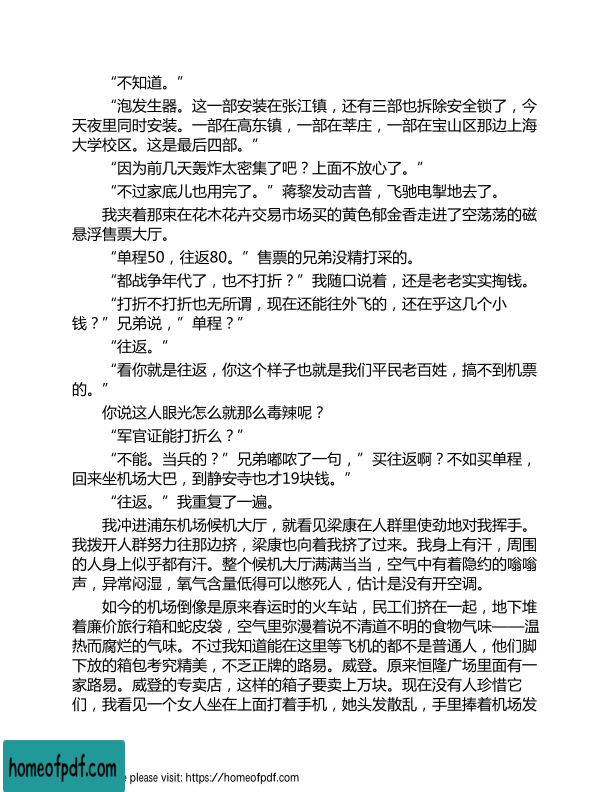 “不知道。”
“泡发生器。这一部安装在张江镇，还有三部也拆除安全锁了，今
天夜里同时安装。一部在高东镇，一部在莘庄，一部在宝山区那边上海
大学校区。这是最后四部。”
“因为前几天轰炸太密集了吧？上面不放心了。”
“不过家底儿也用完了。”蒋黎发动吉普，飞驰电掣地去了。
我夹着那束在花木花卉交易市场买的黄色郁金香走进了空荡荡的磁
悬浮售票大厅。
“单程50，往返80。”售票的兄弟没精打采的。
“都战争年代了，也不打折？”我随口说着，还是老老实实掏钱。
“打折不打折也无所谓，现在还能往外飞的，还在乎这几个小
钱？”兄弟说，”单程？”
“往返。”
“看你就是往返，你这个样子也就是我们平民老百姓，搞不到机票
的。”
你说这人眼光怎么就那么毒辣呢？
“军官证能打折么？”
“不能。当兵的？”兄弟嘟哝了一句，”买往返啊？不如买单程，
回来坐机场大巴，到静安寺也才19块钱。”
“往返。”我重复了一遍。
我冲进浦东机场候机大厅，就看见梁康在人群里使劲地对我挥手。
我拨开人群努力往那边挤，梁康也向着我挤了过来。我身上有汗，周围
的人身上似乎都有汗。整个候机大厅满满当当，空气中有着隐约的嗡嗡
声，异常闷湿，氧气含量低得可以憋死人，估计是没有开空调。
如今的机场倒像是原来春运时的火车站，民工们挤在一起，地下堆
着廉价旅行箱和蛇皮袋，空气里弥漫着说不清道不明的食物气味——温
热而腐烂的气味。不过我知道能在这里等飞机的都不是普通人，他们脚
下放的箱包考究精美，不乏正牌的路易。威登。原来恒隆广场里面有一
家路易。威登的专卖店，这样的箱子要卖上万块。现在没有人珍惜它
们，我看见一个女人坐在上面打着手机，她头发散乱，手里捧着机场发
homeofpdf.com
e please visit: https://homeofpdf.com